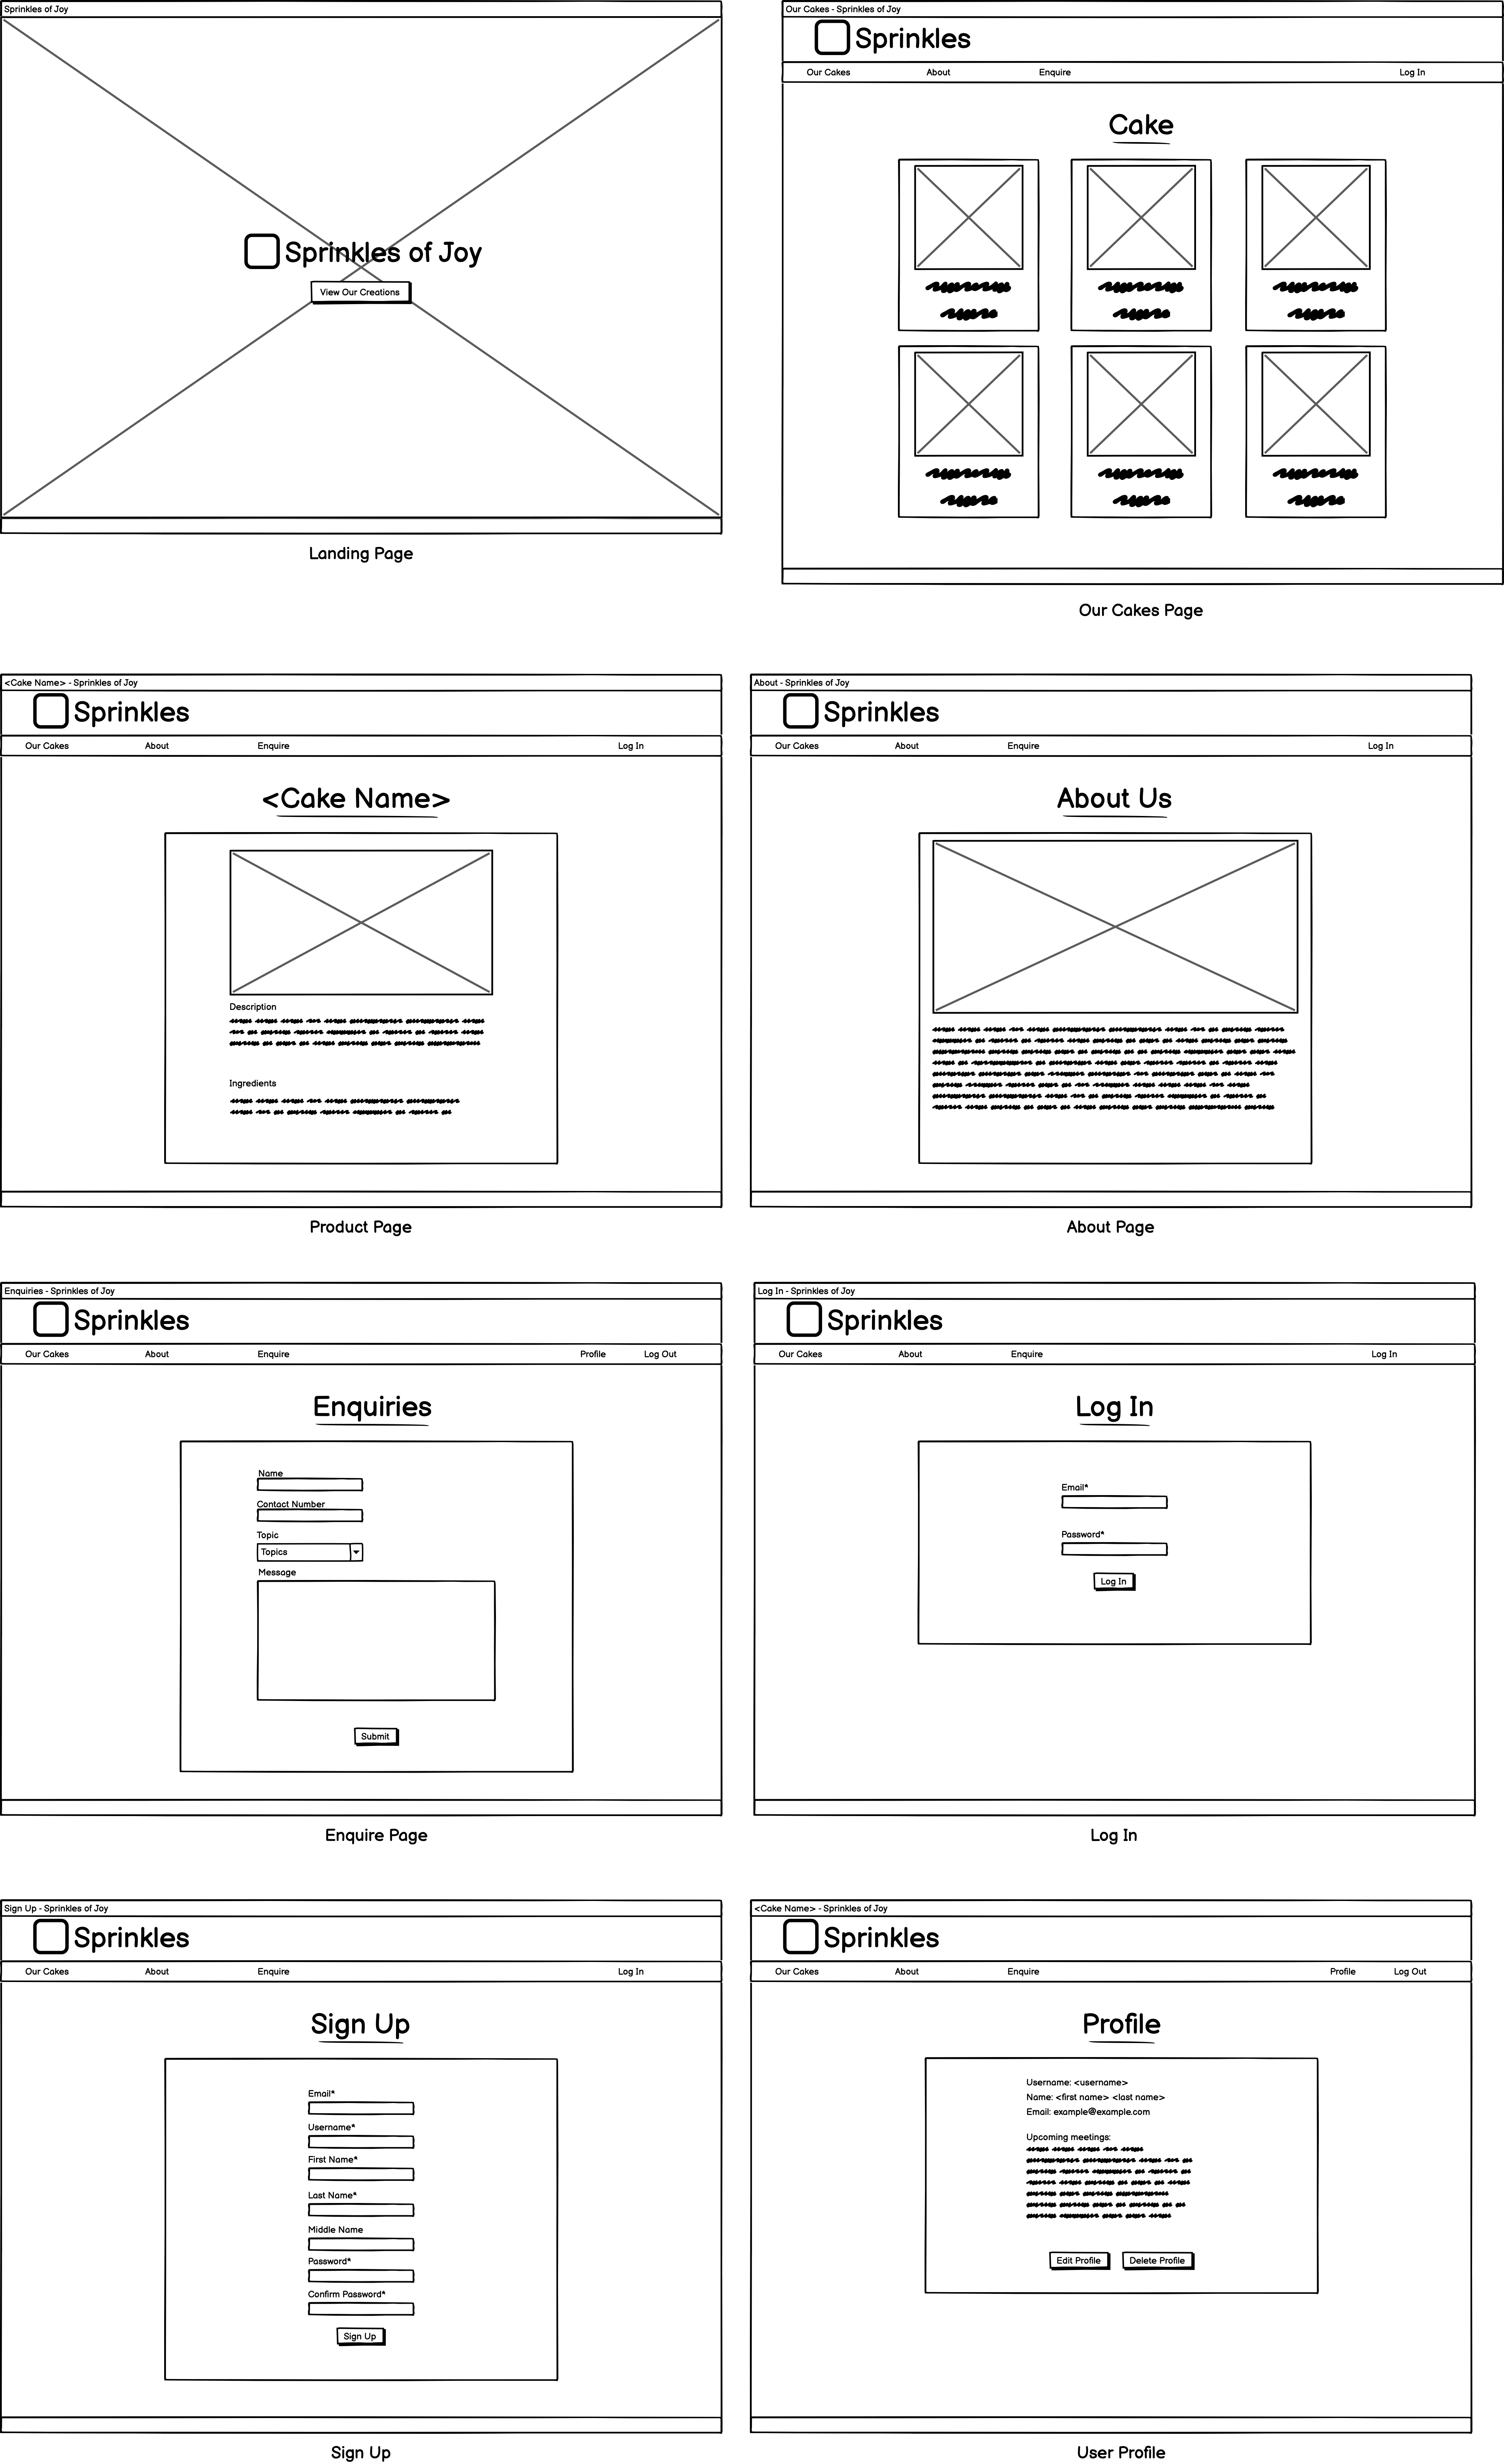 Sprinkles of Joy
Sprinkles of Joy
View Our Creations
Landing Page
Our Cakes - Sprinkles of Joy
Sprinkles
Our Cakes About Enquire Log In
Cake
Our Cakes Page
<Cake Name> - Sprinkles of Joy
Sprinkles
Our Cakes About Enquire Log In
<Cake Name>
Description
Ingredients
Product Page
About - Sprinkles of Joy
Sprinkles
Our Cakes About Enquire Log In
About Us
About Page
Enquiries - Sprinkles of Joy
Sprinkles
Our Cakes About Enquire Profile Log Out
Enquiries
Name
Contact Number
Topic
Topics
Message
Submit
Enquire Page
Log In - Sprinkles of Joy
Sprinkles
Our Cakes About Enquire Log In
Log In
Email*
Password*
Log In
Log In
Sign Up - Sprinkles of Joy
Sprinkles
Our Cakes About Enquire Log In
Sign Up
Email*
Username*
First Name*
Last Name*
Middle Name
Password*
Confirm Password*
Sign Up
Sign Up
<Cake Name> - Sprinkles of Joy
Sprinkles
Our Cakes About Enquire Profile Log Out
Profile
Username: <username>
Name: <first name> <last name>
Email: example@example.com
Upcoming meetings:
Edit Profile Delete Profile
User Profile